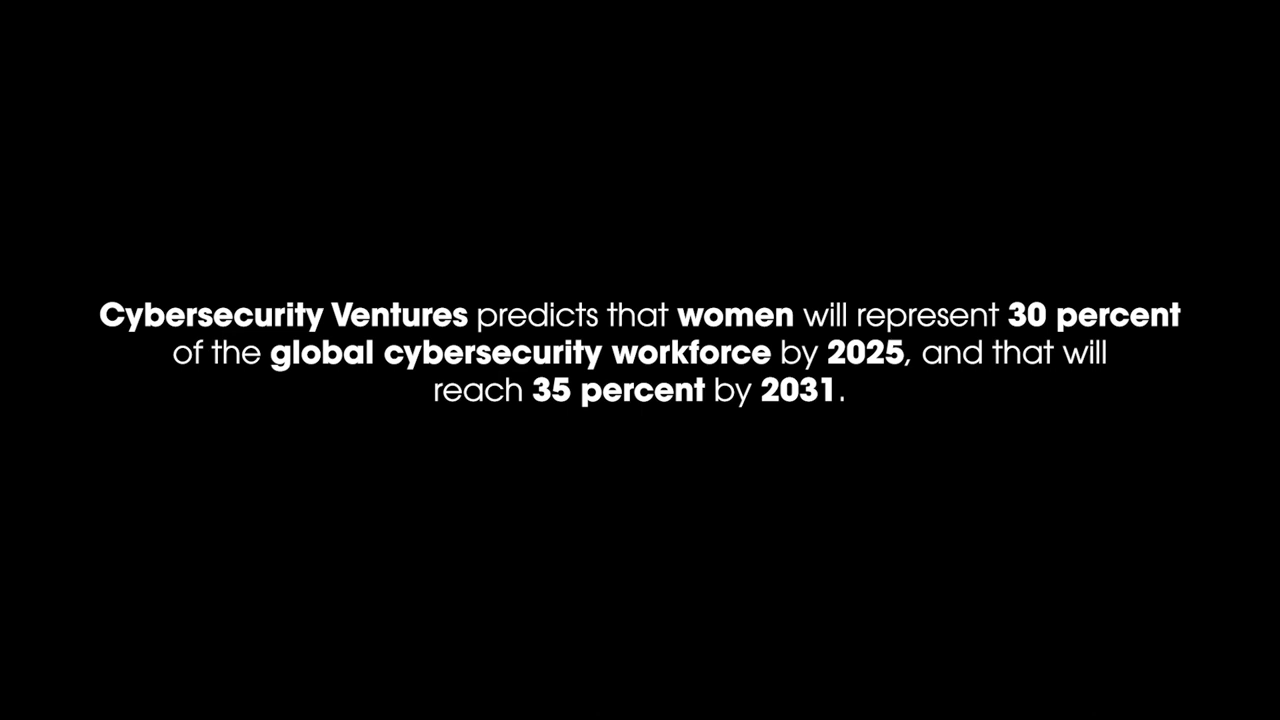 Cybersecurity Ventures predicts that women will represent 30 percent
of the global cybersecurity workforce by 2025, and that will
reach 35 percent by 2031.